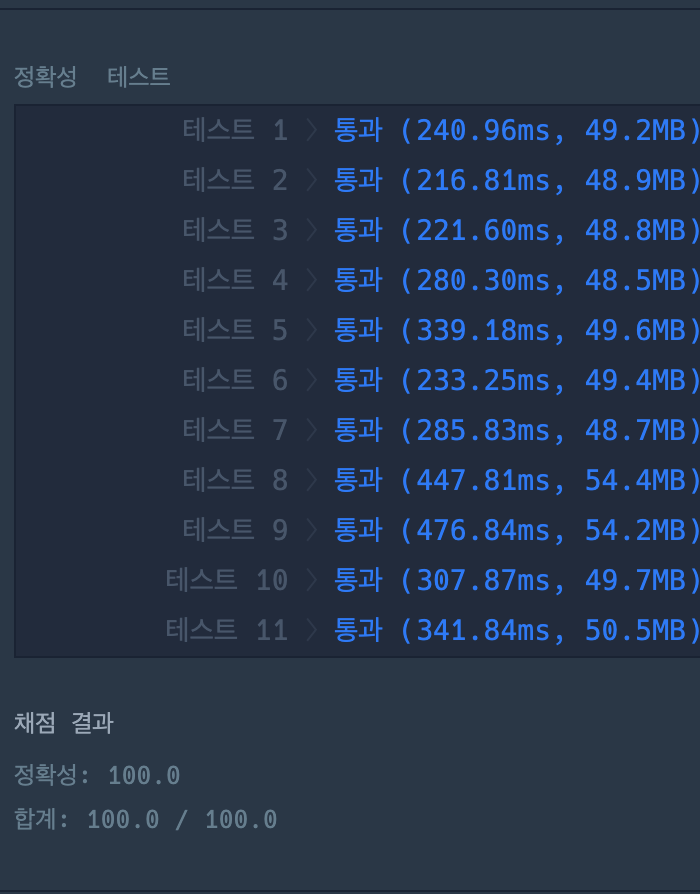 정확성 테스트
테스트 1 〉 통과 (240.96ms, 49.2MB)
테스트 2 〉 통과 (216.81ms, 48.9MB)
테스트 3 〉 통과 (221.60ms, 48.8MB)
테스트 4 〉 통과 (280.30ms, 48.5MB)
테스트 5 〉 통과 (339.18ms, 49.6MB)
테스트 6 〉 통과 (233.25ms, 49.4MB)
테스트 7 〉 통과 (285.83ms, 48.7MB)
테스트 8 〉 통과 (447.81ms, 54.4MB)
테스트 9 〉 통과 (476.84ms, 54.2MB)
테스트 10 〉 통과 (307.87ms, 49.7MB)
테스트 11 〉 통과 (341.84ms, 50.5MB)
채점 결과
정확성: 100.0
합계: 100.0 / 100.0